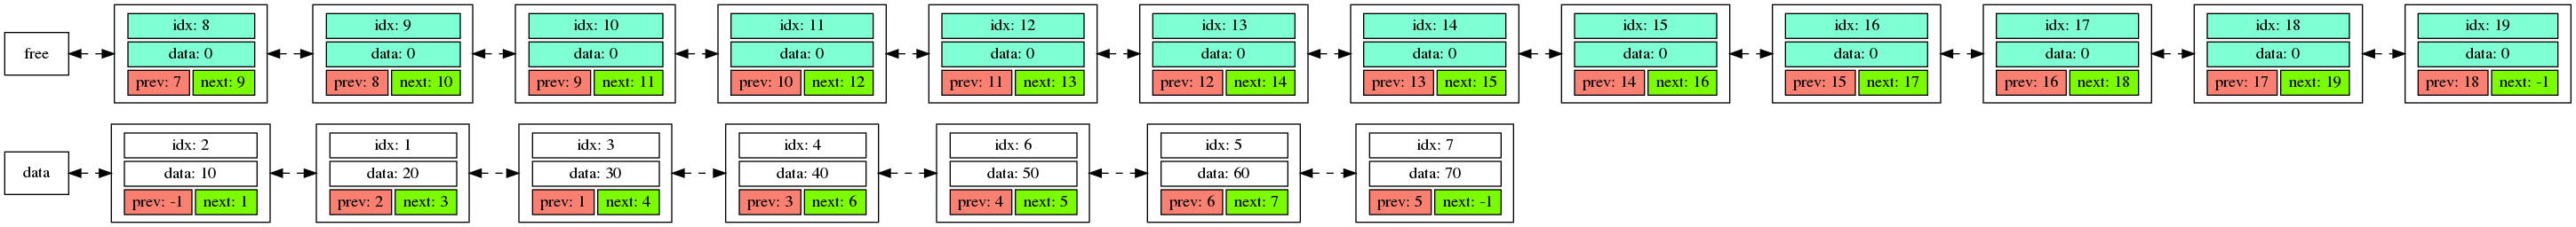 free
idx: 8
data: 0
prev: 7 next: 9
idx: 9
data: 0
prev: 8 next: 10
idx: 10
data: 0
prev: 9 next: 11
idx: 11
data: 0
prev: 10 next: 12
idx: 12
data: 0
prev: 11 next: 13
idx: 13
data: 0
prev: 12 next: 14
idx: 14
data: 0
prev: 13 next: 15
idx: 15
data: 0
prev: 14 next: 16
idx: 16
data: 0
prev: 15 next: 17
idx: 17
data: 0
prev: 16 next: 18
idx: 18
data: 0
prev: 17 next: 19
idx: 19
data: 0
prev: 18 next: -1
data
idx: 2
data: 10
prev: -1 next: 1
idx: 1
data: 20
prev: 2 next: 3
idx: 3
data: 30
prev: 1 next: 4
idx: 4
data: 40
prev: 3 next: 6
idx: 6
data: 50
prev: 4 next: 5
idx: 5
data: 60
prev: 6 next: 7
idx: 7
data: 70
prev: 5 next: -1